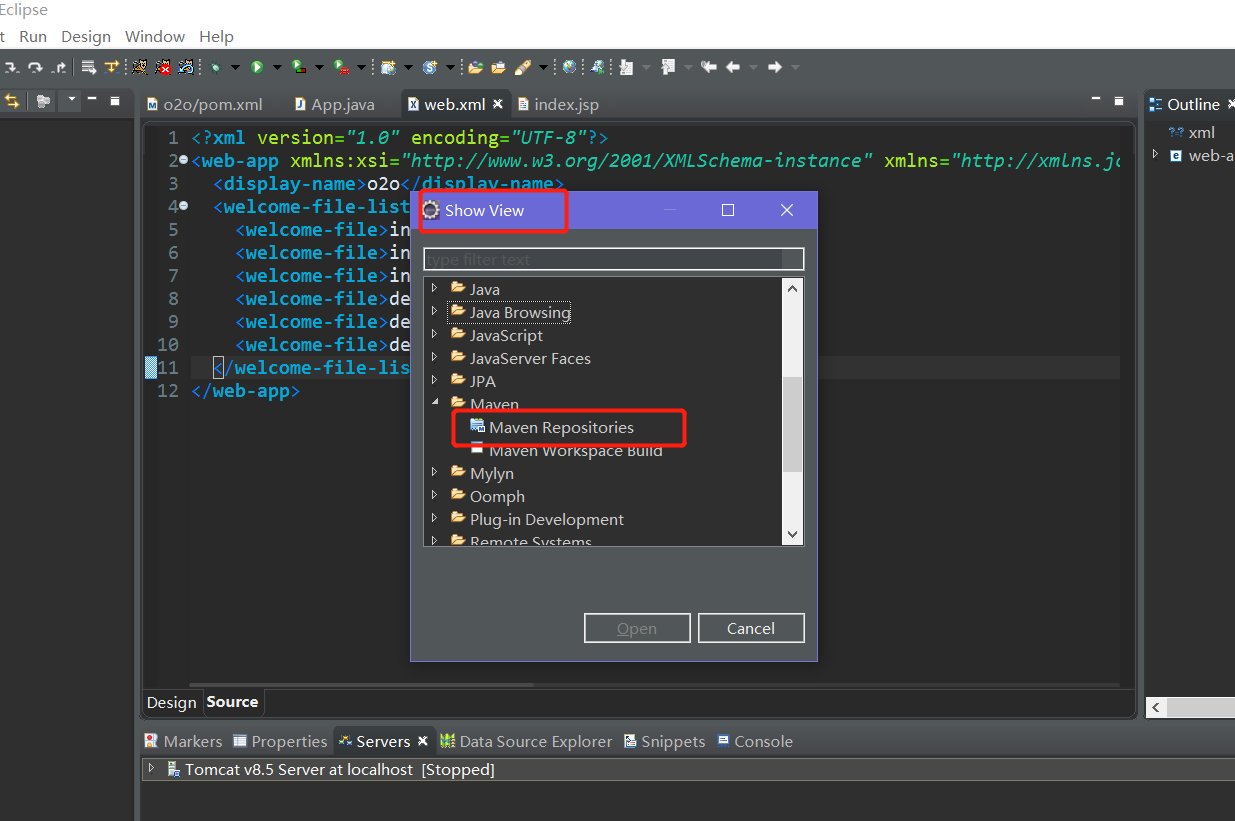 Eclipse
t Run Design Window Help
o2o/pom.xml App.java web.xml index.jsp
1 <?xml version="1.0" encoding="UTF-8"?>
2 <web-app xmlns:xsi="http://www.w3.org/2001/XMLSchema-instance" xmlns="http://xmlns.jc
3 <display-name>o2o</display-name>
4 <welcome-file-list
5 <welcome-file>in
6 <welcome-file>in
7 <welcome-file>in
8 <welcome-file>de
9 <welcome-file>de
10 <welcome-file>de
11 </welcome-file-lis
12 </web-app>
Show View
type filter text
Java
Java Browsing
JavaScript
JavaServer Faces
JPA
Maven
Maven Repositories
Maven Workspace Build
Mylyn
Oomph
Plug-in Development
Remote Systems
Open Cancel
Outline
xml
web-a
Design Source
Markers Properties Servers Data Source Explorer Snippets Console
Tomcat v8.5 Server at localhost [Stopped]